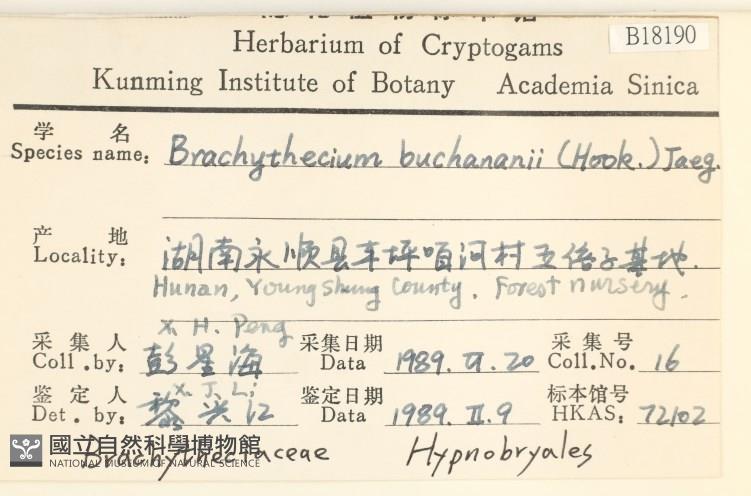 B18190
Herbarium of Cryptogams
Kunming Institute of Botany Academia Sinica
学 名
Species name: Brachythecium buchananii (Hook.) Jaeg.
产 地
Locality: 湖南永顺县车坪咱河村五倍子基地.
Hunan, Youngshung County. Forest nursery.
X. H. Peng
采集人 彭星海 采集日期 1989. 采集号 16
Coll. by: Data 20 Coll. No.
X. J. Li
鉴定人 黎兴江 鉴定日期 1989. II. 9 标本馆号
Det. by: Data HKAS: 72102
國立自然科學博物館
NATIONAL MUSEUM OF NATURAL SCIENCE
Brachytheciaceae Hypnobryales